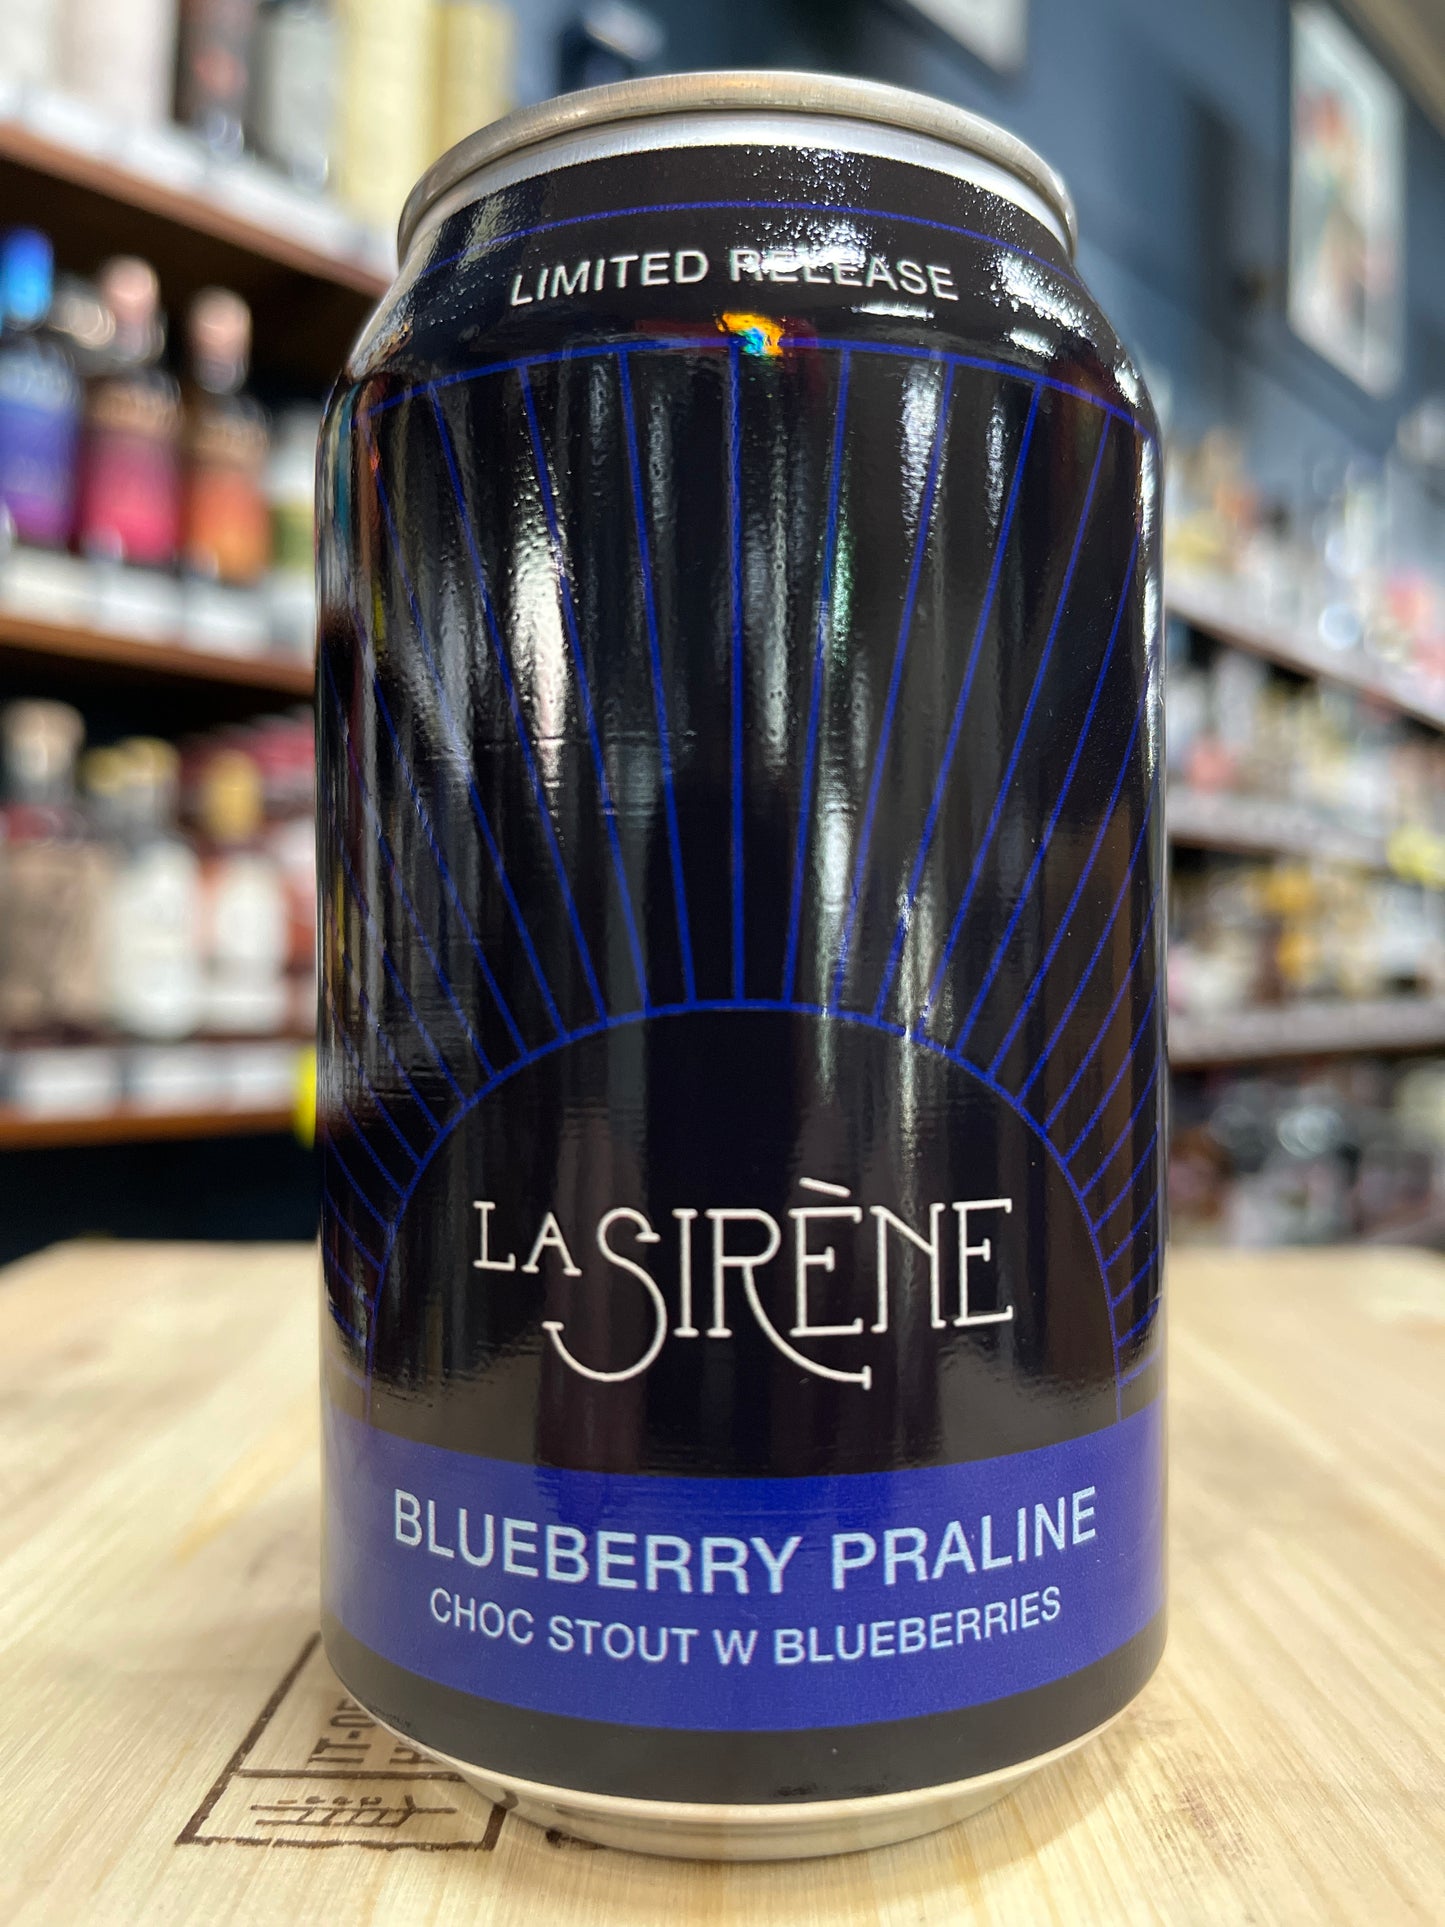 LIMITED RELEASE
LA SIRÈNE
BLUEBERRY PRALINE
CHOC STOUT W BLUEBERRIES